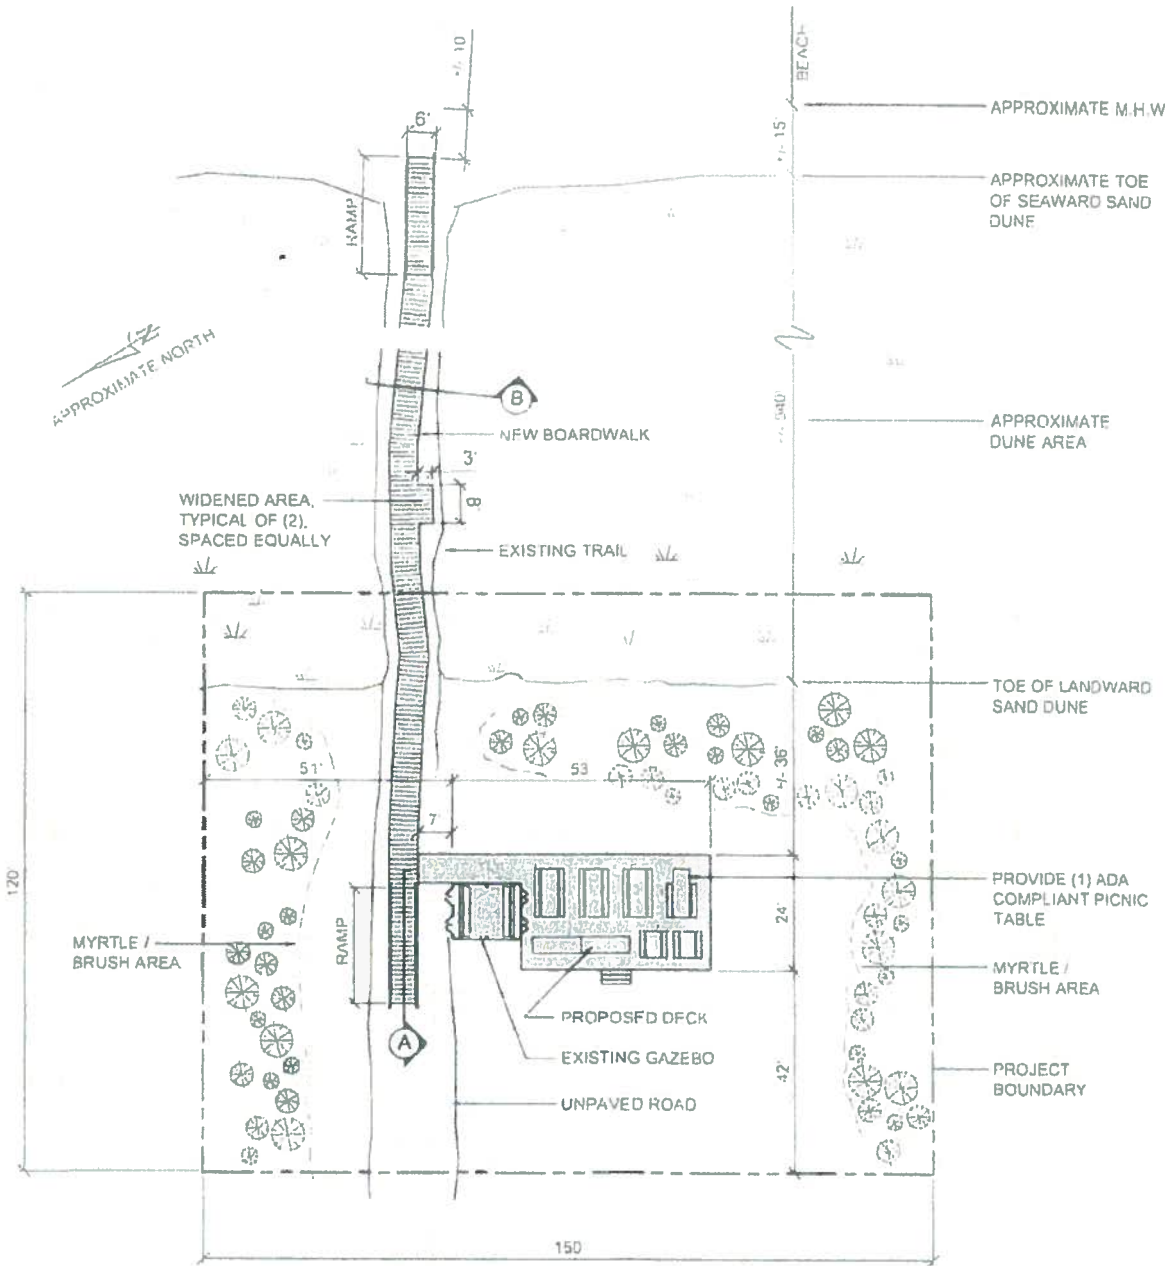 +/- 10
BEACH
6'
APPROXIMATE M.H.W
+/- 15'
APPROXIMATE TOE
OF SEAWARD SAND
DUNE
RAMP
N
APPROXIMATE NORTH
B
NEW BOARDWALK
APPROXIMATE
DUNE AREA
3'
8'
WIDENED AREA,
TYPICAL OF (2),
SPACED EQUALLY
EXISTING TRAIL
TOE OF LANDWARD
SAND DUNE
51'
53
+/- 36'
7'
120'
PROVIDE (1) ADA
COMPLIANT PICNIC
TABLE
24'
MYRTLE /
BRUSH AREA
RAMP
MYRTLE /
BRUSH AREA
PROPOSED DECK
A
EXISTING GAZEBO
42'
PROJECT
BOUNDARY
UNPAVED ROAD
150